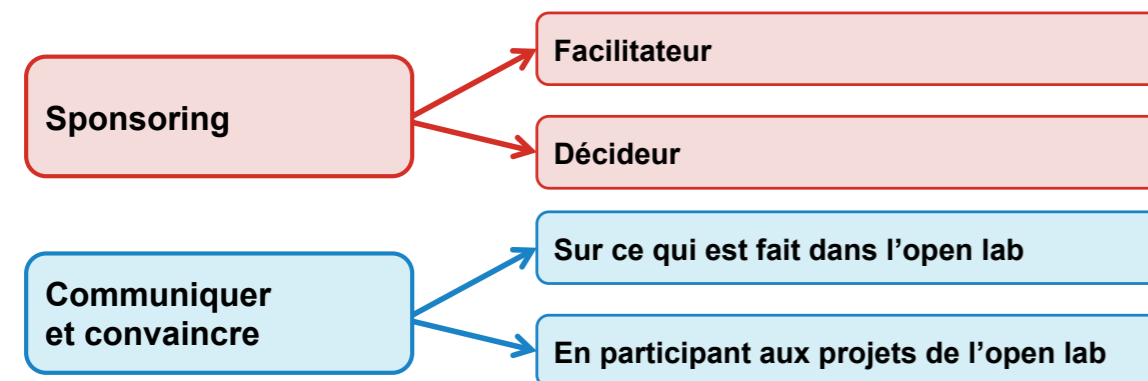 Sponsoring
Facilitateur
Décideur
Communiquer
et convaincre
Sur ce qui est fait dans l’open lab
En participant aux projets de l’open lab